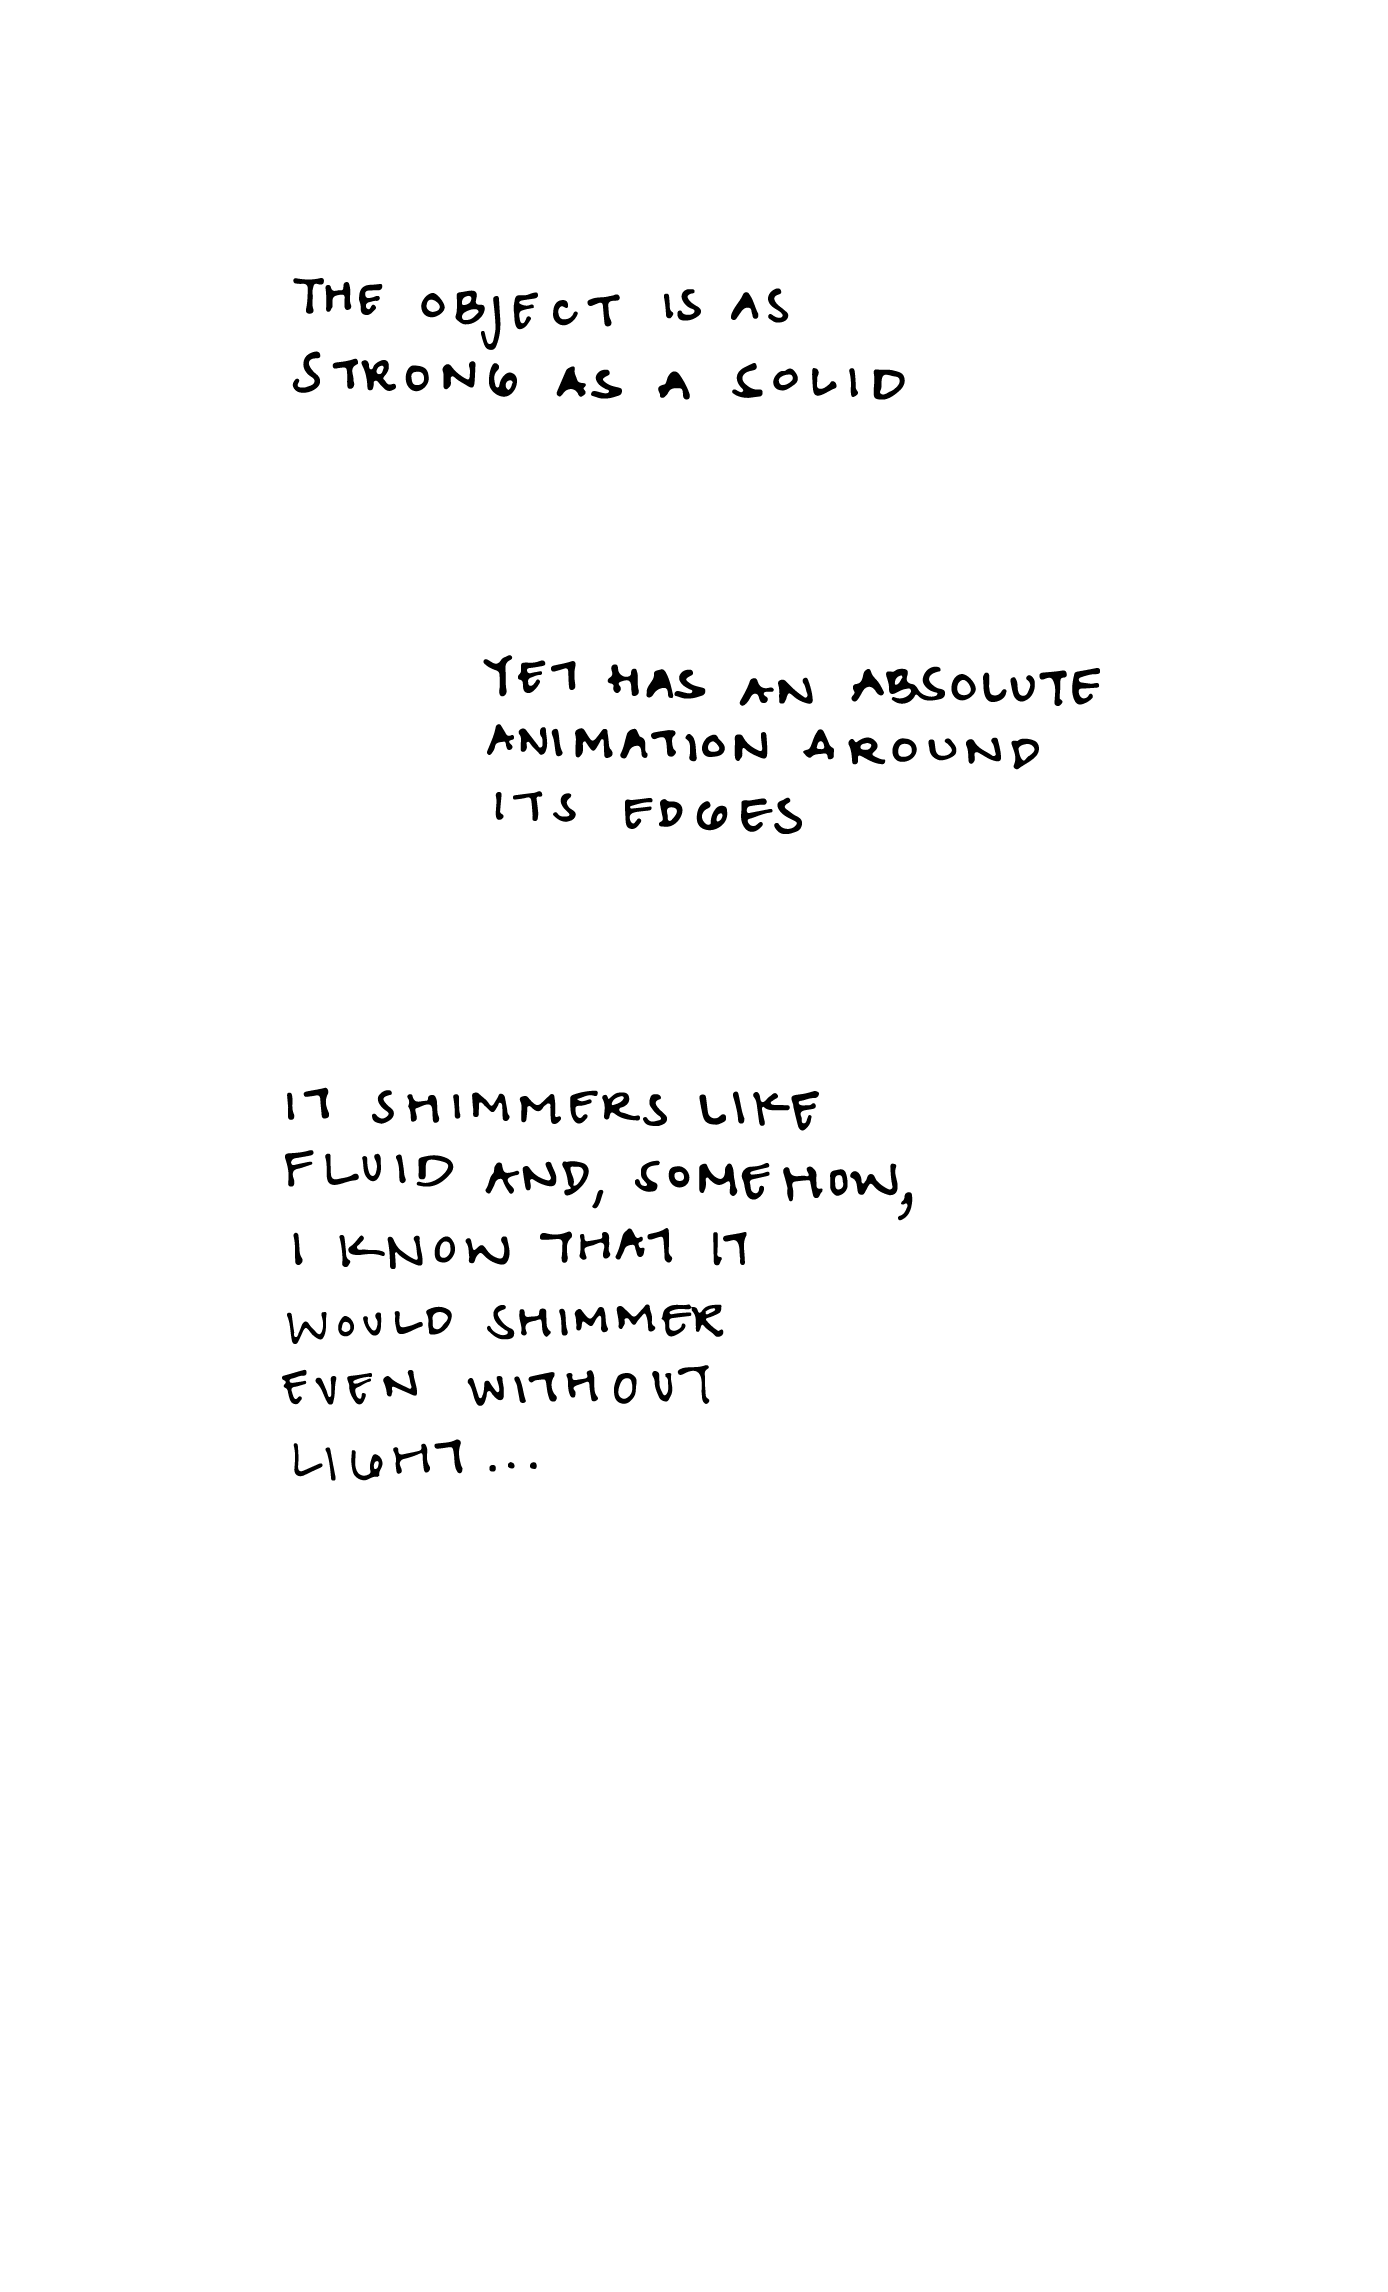 THE OBJECT IS AS
STRONG AS A SOLID
YET HAS AN ABSOLUTE
ANIMATION AROUND
ITS EDGES
IT SHIMMERS LIKE
FLUID AND, SOMEHOW,
I KNOW THAT IT
WOULD SHIMMER
EVEN WITHOUT
LIGHT...